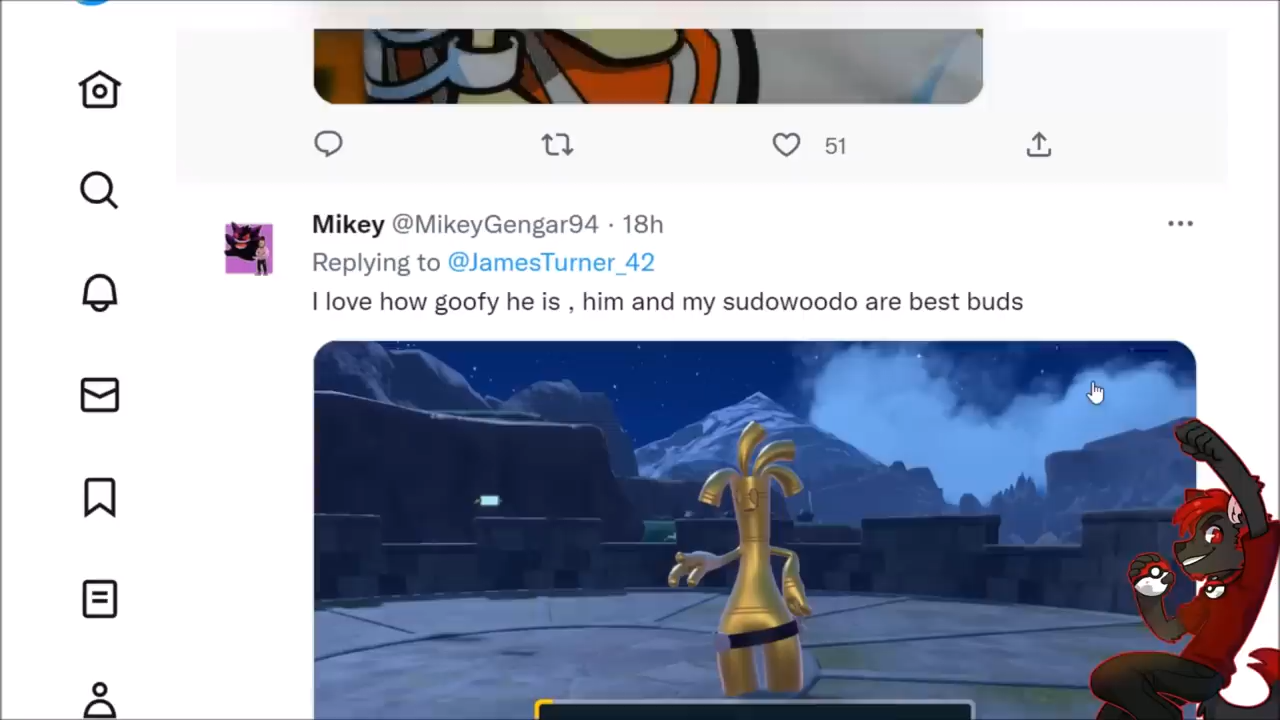 51
Mikey @MikeyGengar94 · 18h
Replying to @JamesTurner_42
I love how goofy he is , him and my sudowoodo are best buds